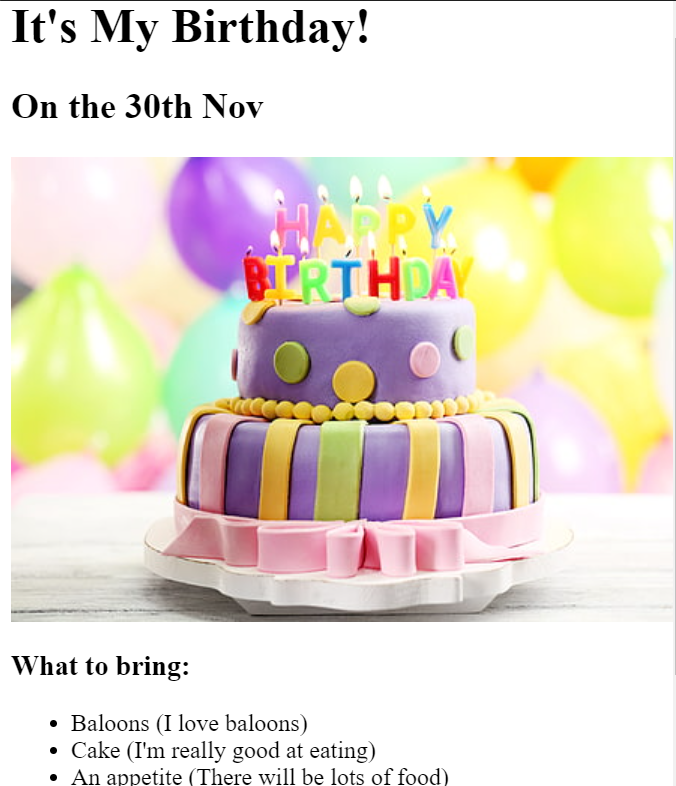 It's My Birthday!
On the 30th Nov
HAPPY
BIRTHDAY
What to bring:
Baloons (I love baloons)
Cake (I'm really good at eating)
An appetite (There will be lots of food)